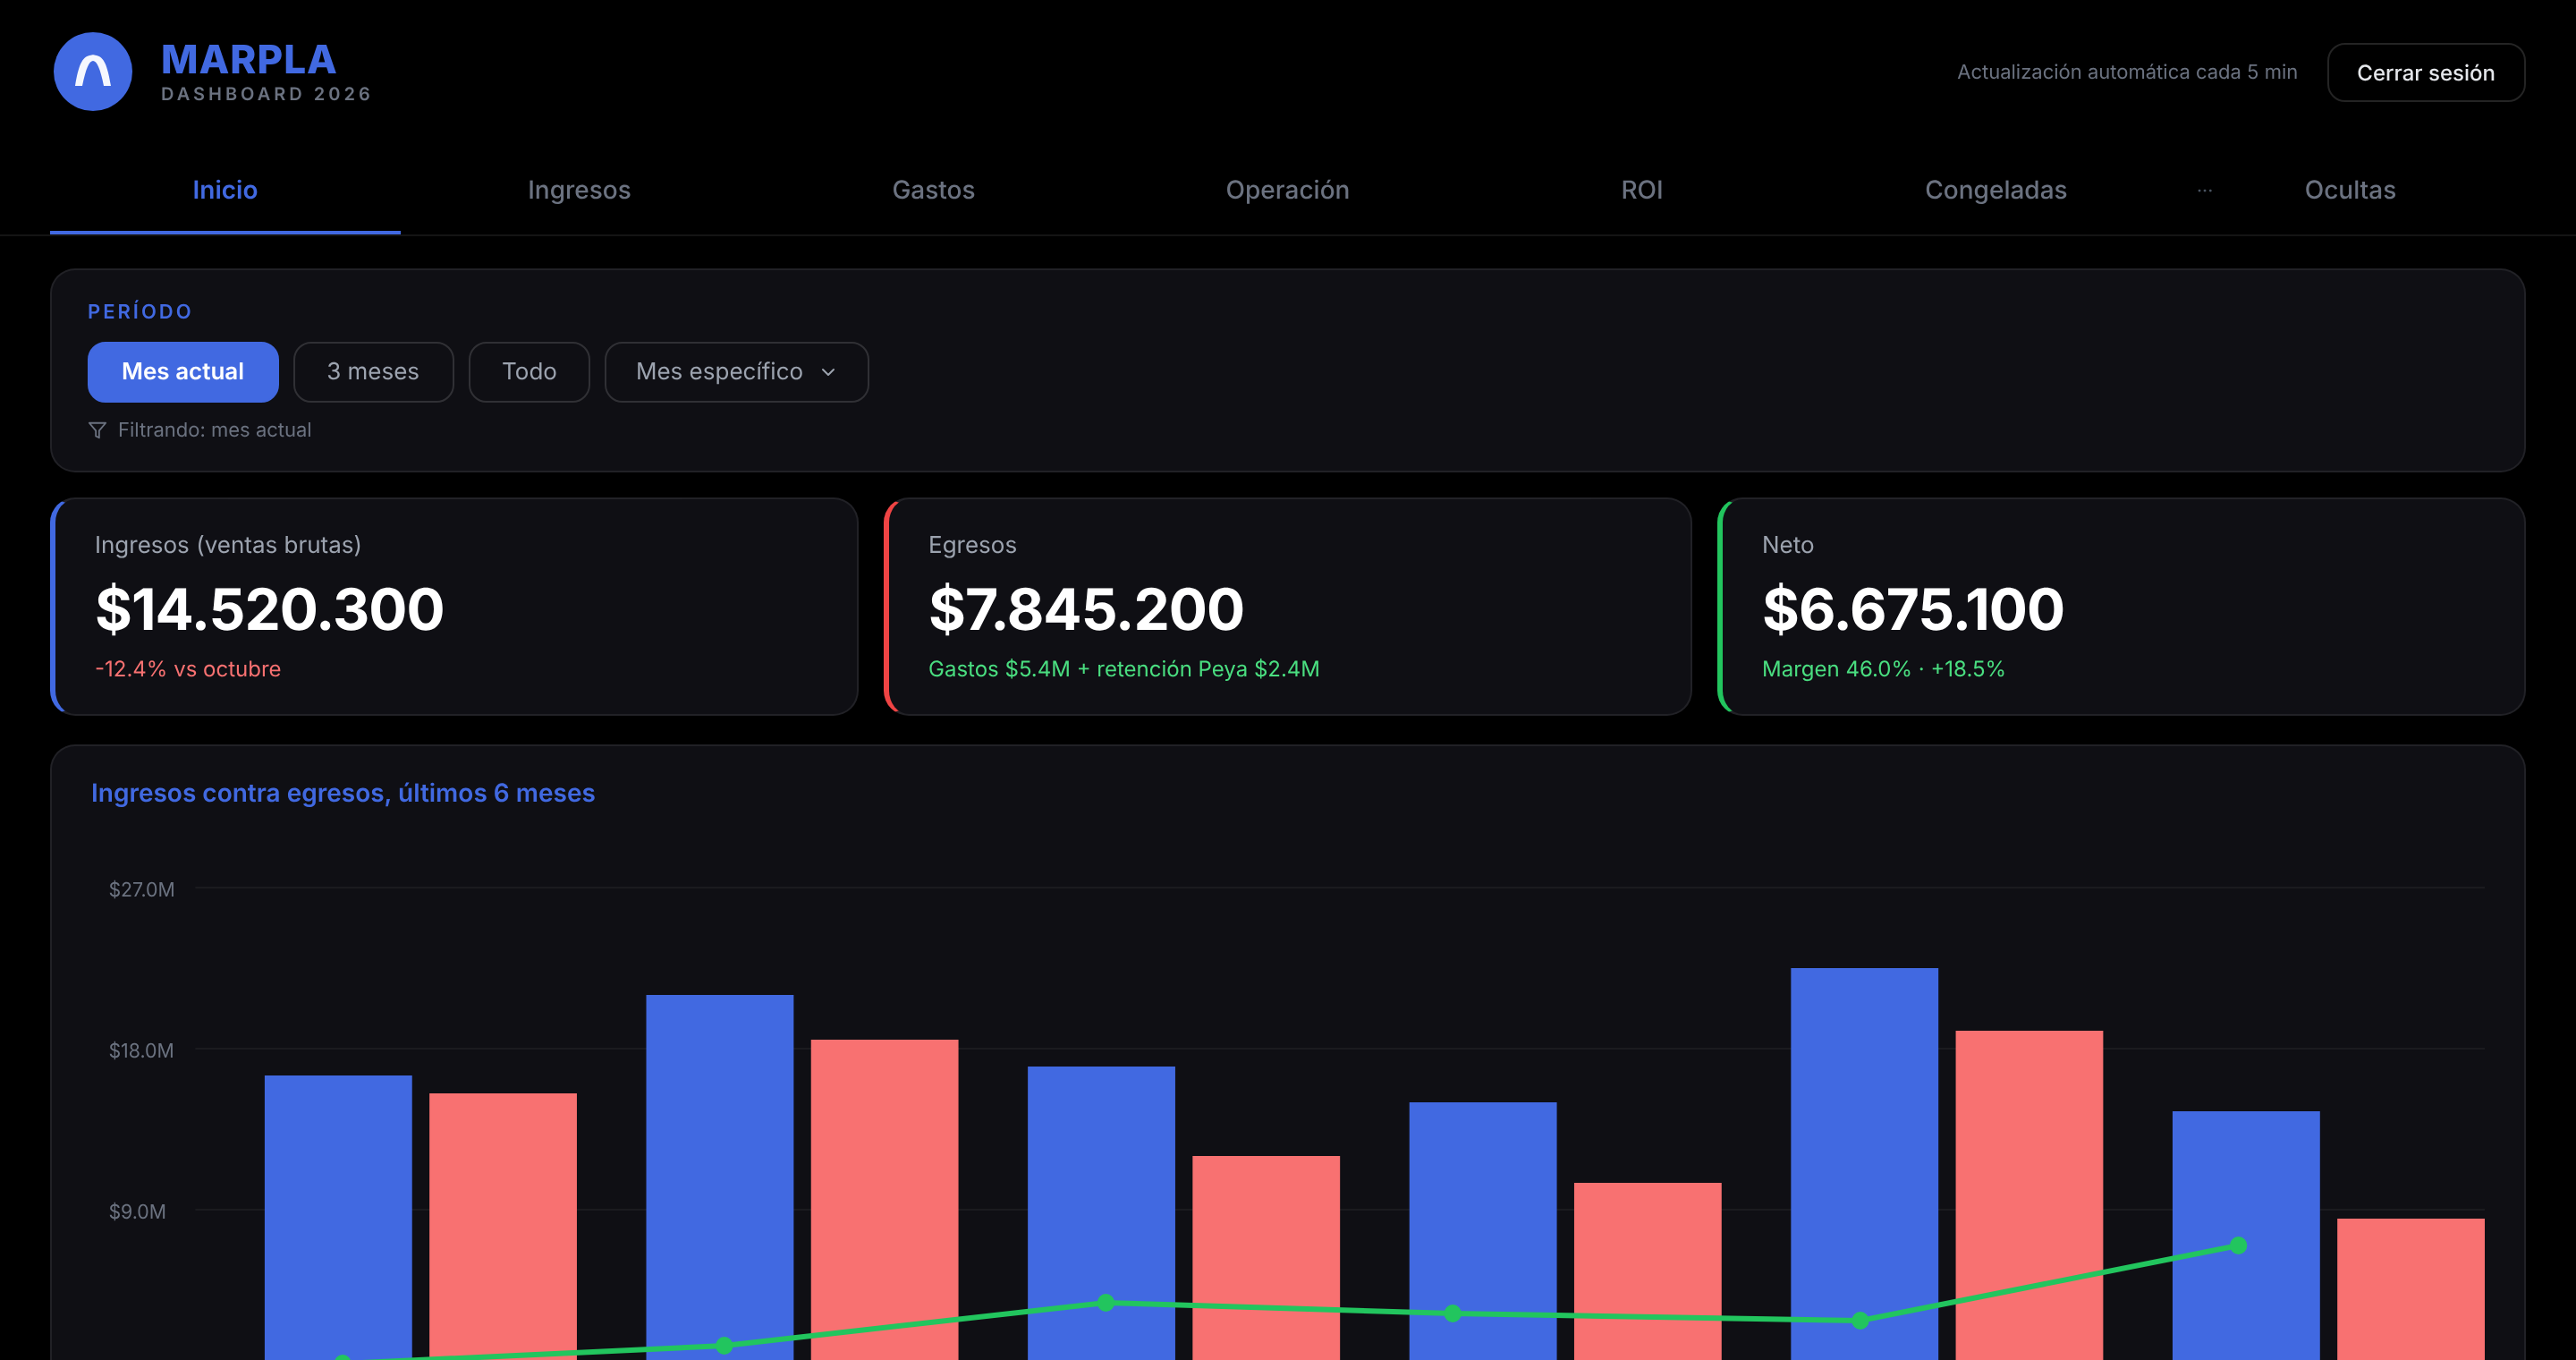 MARPLA
DASHBOARD 2026
Actualización automática cada 5 min
Cerrar sesión
Inicio
Ingresos
Gastos
Operación
ROI
Congeladas
...
Ocultas
PERÍODO
Mes actual
3 meses
Todo
Mes específico
Filtrando: mes actual
Ingresos (ventas brutas)
$14.520.300
-12.4% vs octubre
Egresos
$7.845.200
Gastos $5.4M + retención Peya $2.4M
Neto
$6.675.100
Margen 46.0% · +18.5%
Ingresos contra egresos, últimos 6 meses
$27.0M
$18.0M
$9.0M